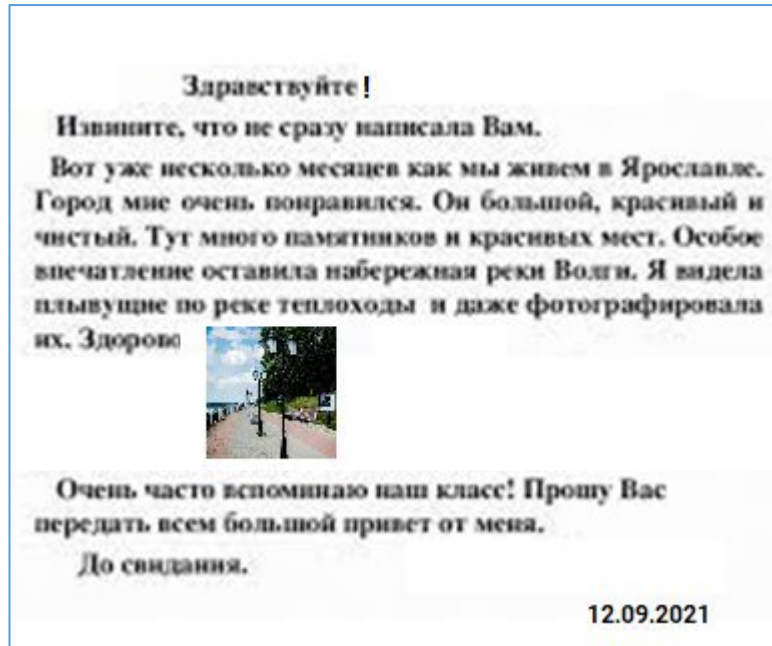 Здравствуйте!
Извините, что не сразу написала Вам.
Вот уже несколько месяцев как мы живем в Ярославле.
Город мне очень понравился. Он большой, красивый и
чистый. Тут много памятников и красивых мест. Особое
впечатление оставила набережная реки Волги. Я видела
плывущие по реке теплоходы и даже фотографировала
их. Здорово
Очень часто вспоминаю наш класс! Прошу Вас
передать всем большой привет от меня.
До свидания.
12.09.2021